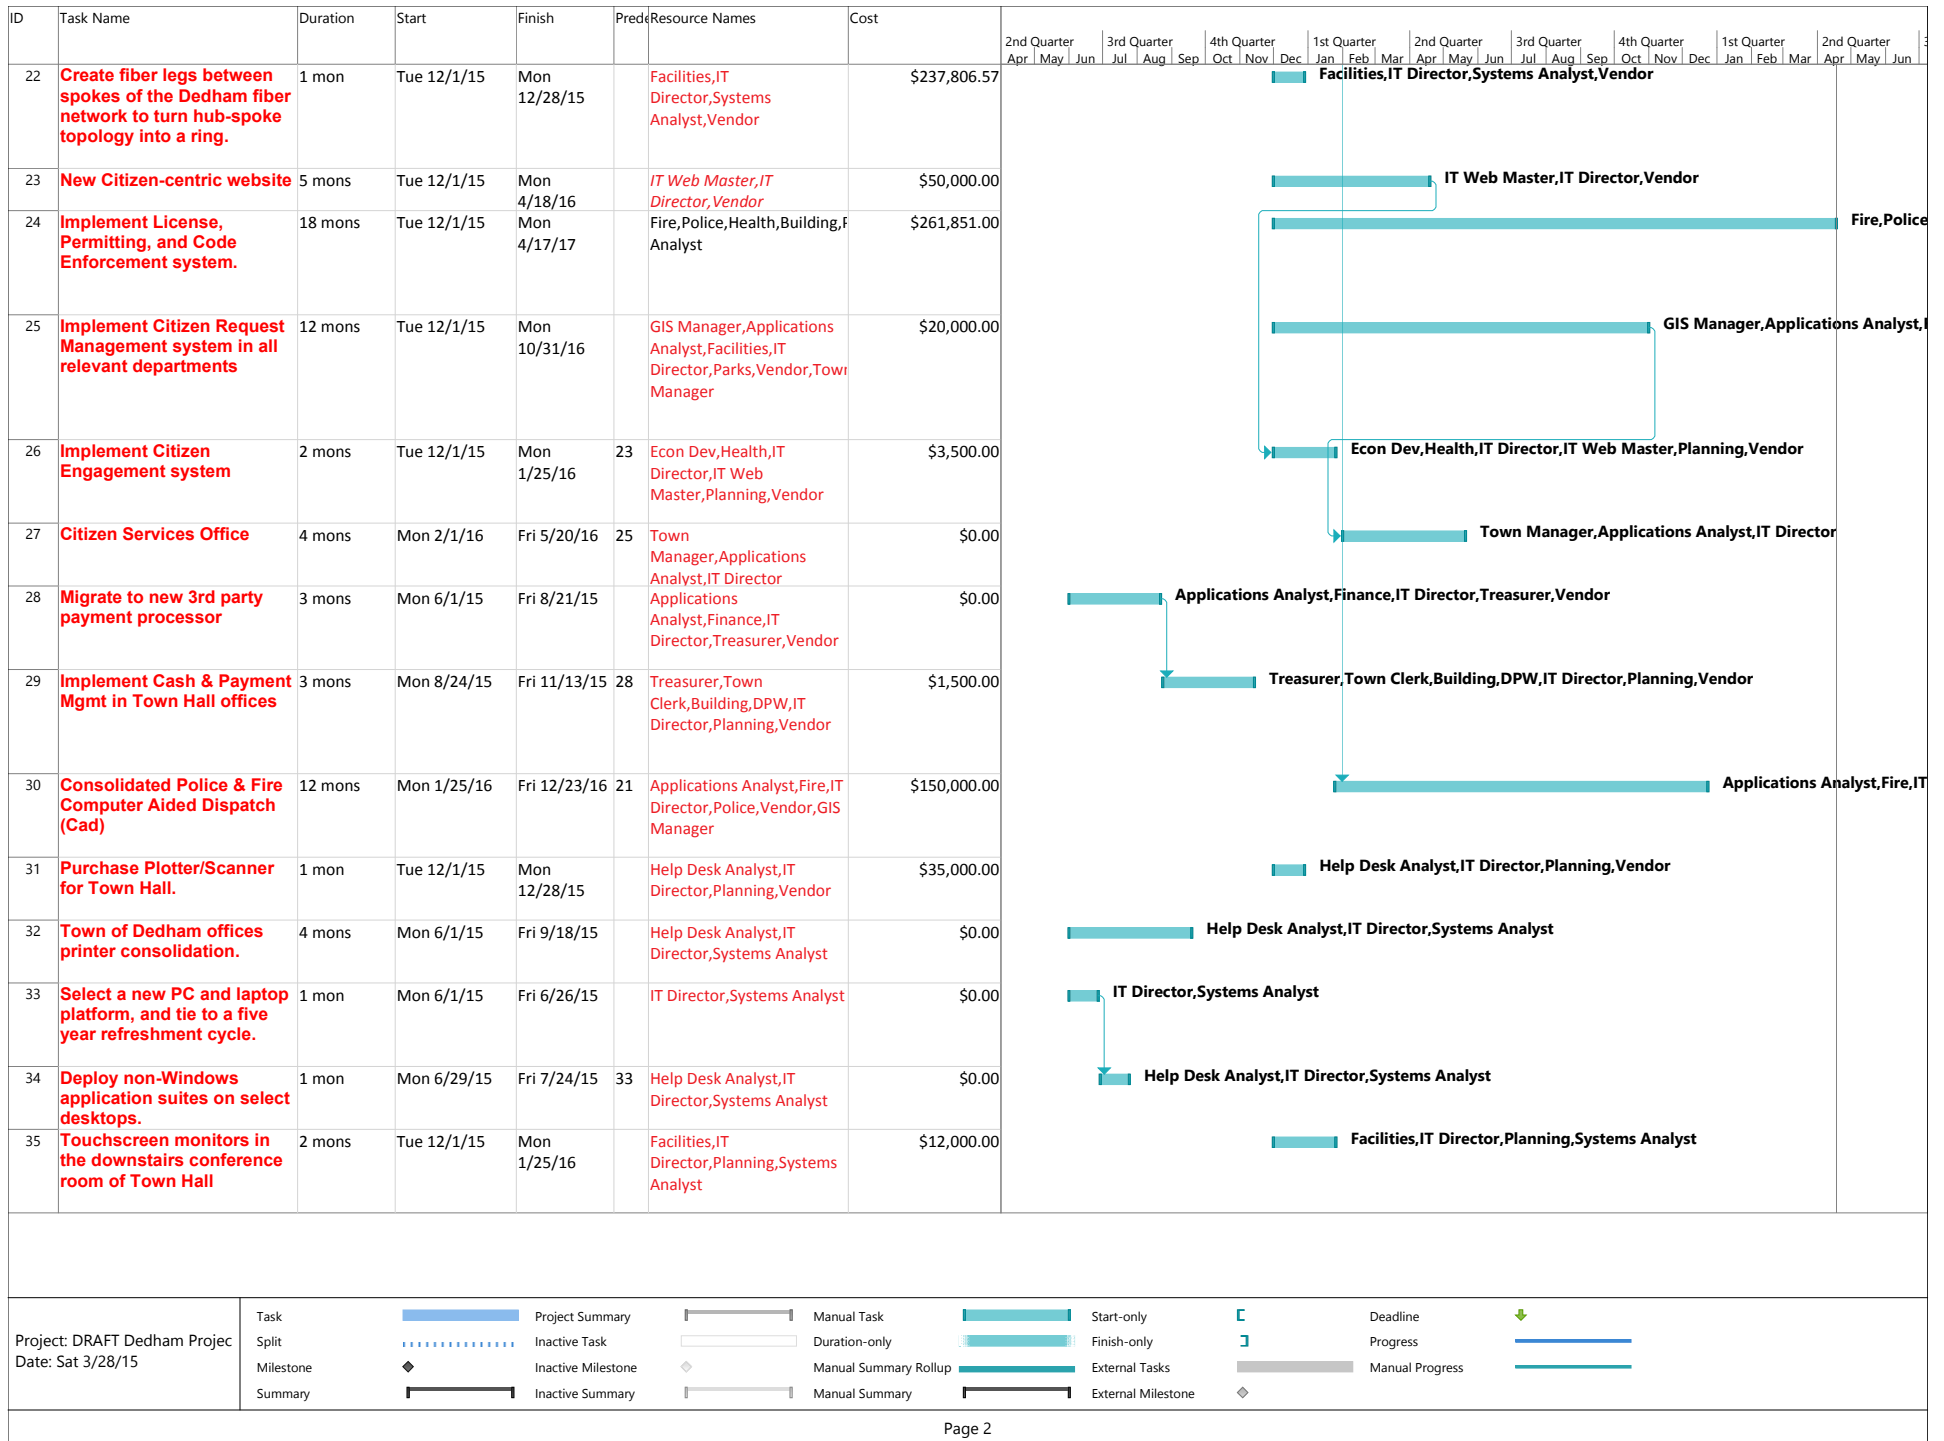 ID Task Name Duration Start Finish Prede Resource Names Cost
2nd Quarter 3rd Quarter 4th Quarter 1st Quarter 2nd Quarter 3rd Quarter 4th Quarter 1st Quarter 2nd Quarter 3
Apr May Jun Jul Aug Sep Oct Nov Dec Jan Feb Mar Apr May Jun Jul Aug Sep Oct Nov Dec Jan Feb Mar Apr May Jun
22 Create fiber legs between 1 mon Tue 12/1/15 Mon Facilities,IT $237,806.57 Facilities,IT Director,Systems Analyst,Vendor
spokes of the Dedham fiber 12/28/15 Director,Systems
network to turn hub-spoke Analyst,Vendor
topology into a ring.
23 New Citizen-centric website 5 mons Tue 12/1/15 Mon IT Web Master,IT $50,000.00 IT Web Master,IT Director,Vendor
4/18/16 Director,Vendor
24 Implement License, 18 mons Tue 12/1/15 Mon Fire,Police,Health,Building,P $261,851.00 Fire,Police
Permitting, and Code 4/17/17 Analyst
Enforcement system.
25 Implement Citizen Request 12 mons Tue 12/1/15 Mon GIS Manager,Applications $20,000.00 GIS Manager,Applications Analyst,
Management system in all 10/31/16 Analyst,Facilities,IT
relevant departments Director,Parks,Vendor,Town
Manager
26 Implement Citizen 2 mons Tue 12/1/15 Mon 23 Econ Dev,Health,IT $3,500.00 Econ Dev,Health,IT Director,IT Web Master,Planning,Vendor
Engagement system 1/25/16 Director,IT Web
Master,Planning,Vendor
27 Citizen Services Office 4 mons Mon 2/1/16 Fri 5/20/16 25 Town $0.00 Town Manager,Applications Analyst,IT Director
Manager,Applications
Analyst,IT Director
28 Migrate to new 3rd party 3 mons Mon 6/1/15 Fri 8/21/15 Applications $0.00 Applications Analyst,Finance,IT Director,Treasurer,Vendor
payment processor Analyst,Finance,IT
Director,Treasurer,Vendor
29 Implement Cash & Payment 3 mons Mon 8/24/15 Fri 11/13/15 28 Treasurer,Town $1,500.00 Treasurer,Town Clerk,Building,DPW,IT Director,Planning,Vendor
Mgmt in Town Hall offices Clerk,Building,DPW,IT
Director,Planning,Vendor
30 Consolidated Police & Fire 12 mons Mon 1/25/16 Fri 12/23/16 21 Applications Analyst,Fire,IT $150,000.00 Applications Analyst,Fire,IT
Computer Aided Dispatch Director,Police,Vendor,GIS
(Cad) Manager
31 Purchase Plotter/Scanner 1 mon Tue 12/1/15 Mon Help Desk Analyst,IT $35,000.00 Help Desk Analyst,IT Director,Planning,Vendor
for Town Hall. 12/28/15 Director,Planning,Vendor
32 Town of Dedham offices 4 mons Mon 6/1/15 Fri 9/18/15 Help Desk Analyst,IT $0.00 Help Desk Analyst,IT Director,Systems Analyst
printer consolidation. Director,Systems Analyst
33 Select a new PC and laptop 1 mon Mon 6/1/15 Fri 6/26/15 IT Director,Systems Analyst $0.00 IT Director,Systems Analyst
platform, and tie to a five
year refreshment cycle.
34 Deploy non-Windows 1 mon Mon 6/29/15 Fri 7/24/15 33 Help Desk Analyst,IT $0.00 Help Desk Analyst,IT Director,Systems Analyst
application suites on select Director,Systems Analyst
desktops.
35 Touchscreen monitors in 2 mons Tue 12/1/15 Mon Facilities,IT $12,000.00 Facilities,IT Director,Planning,Systems Analyst
the downstairs conference 1/25/16 Director,Planning,Systems
room of Town Hall Analyst
Project: DRAFT Dedham Projec
Date: Sat 3/28/15
Task Project Summary Manual Task Start-only Deadline
Split Inactive Task Duration-only Finish-only Progress
Milestone Inactive Milestone Manual Summary Rollup External Tasks Manual Progress
Summary Inactive Summary Manual Summary External Milestone
Page 2